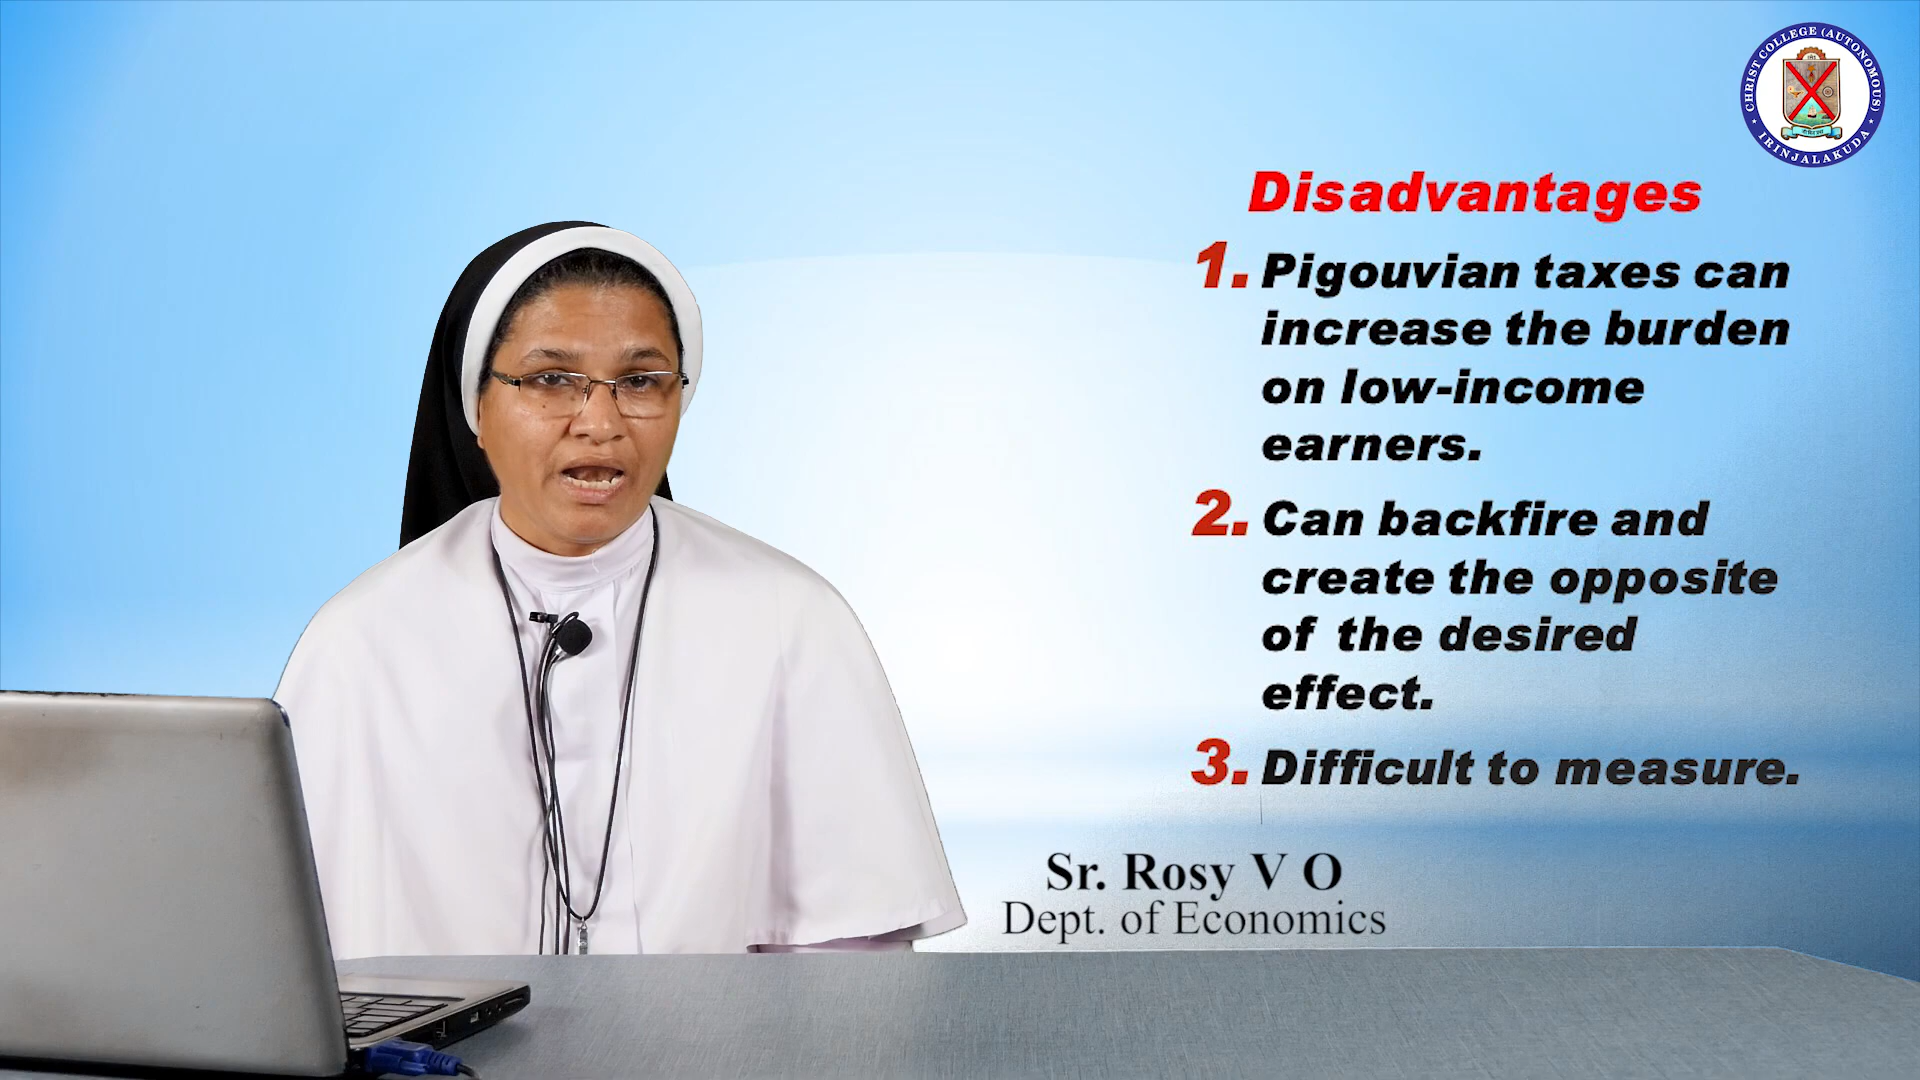 CHRIST COLLEGE (AUTONOMOUS)
IRINJALAKUDA
Disadvantages
1. Pigouvian taxes can
increase the burden
on low-income
earners.
2. Can backfire and
create the opposite
of the desired
effect.
3. Difficult to measure.
Sr. Rosy V O
Dept. of Economics